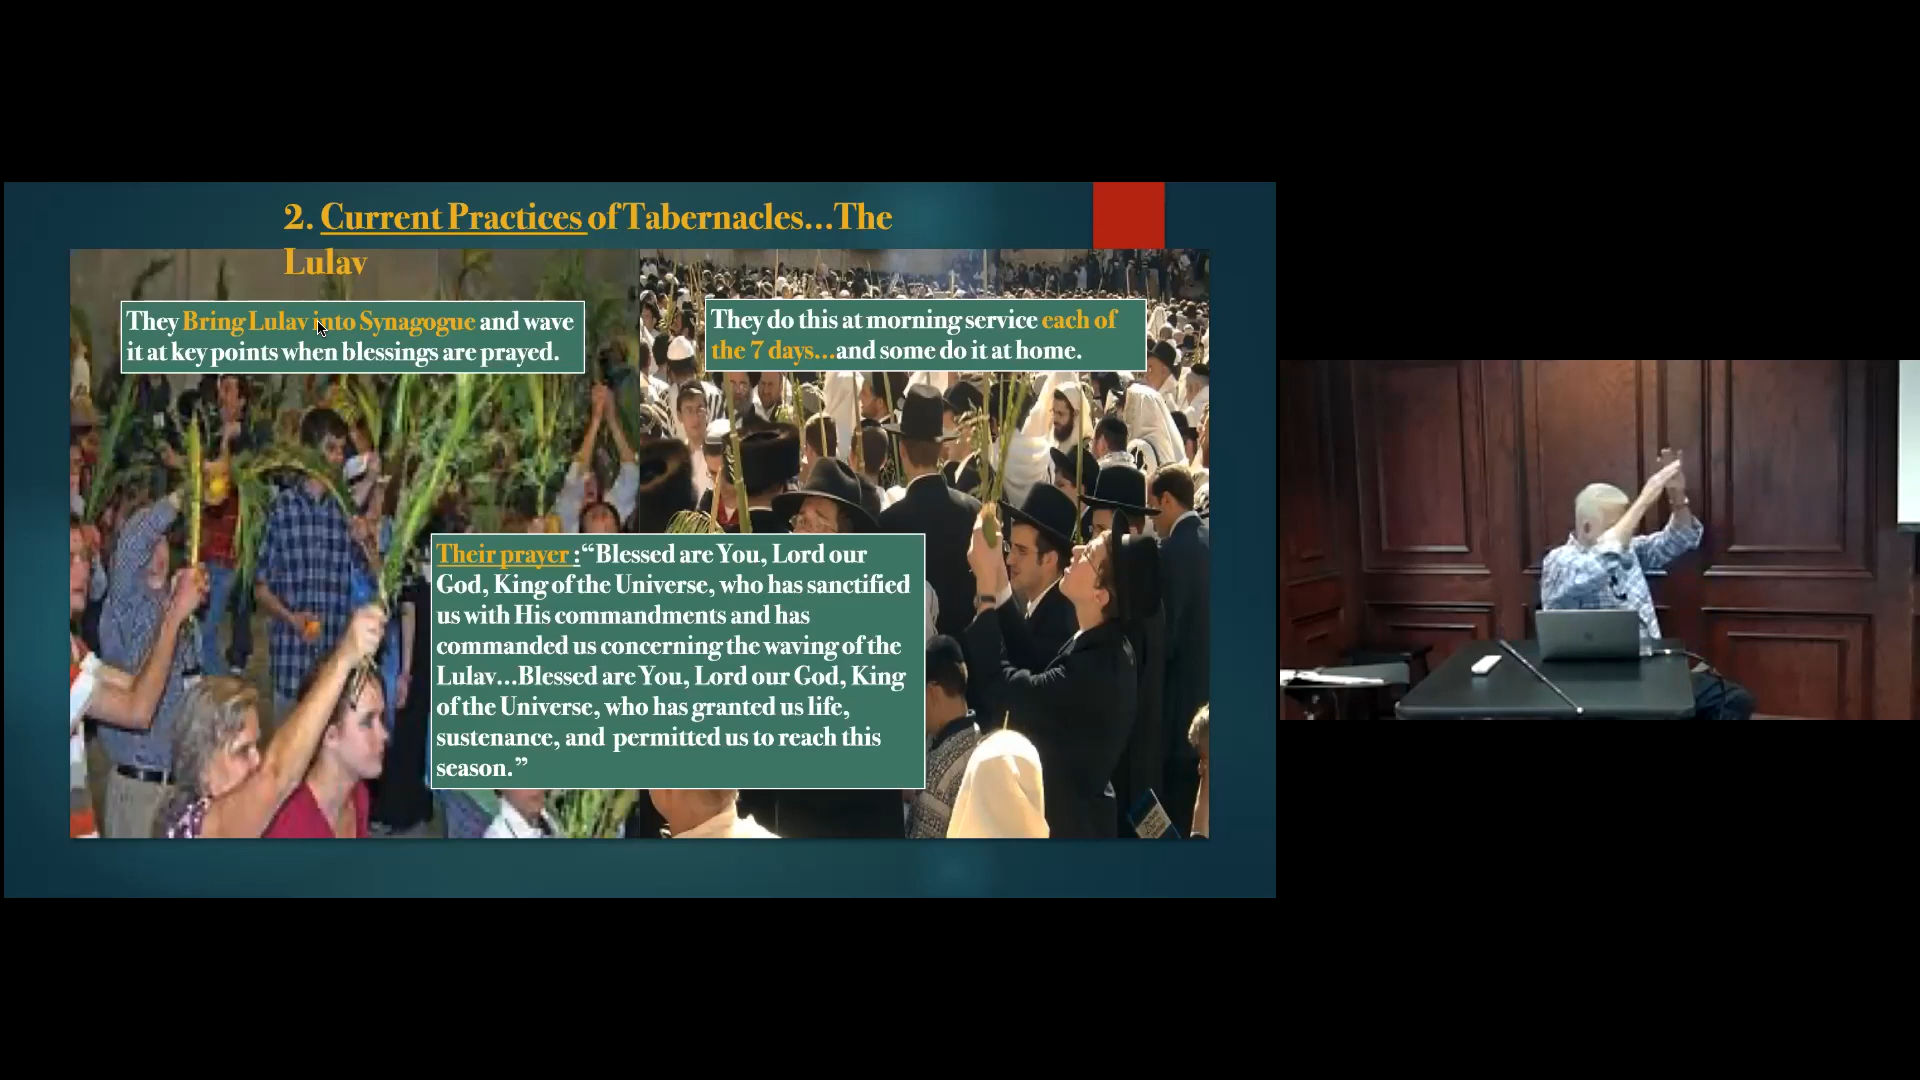 2. Current Practices of Tabernacles...The
Lulav
They Bring Lulav into Synagogue and wave
it at key points when blessings are prayed.
They do this at morning service each of
the 7 days...and some do it at home.
Their prayer :“Blessed are You, Lord our
God, King of the Universe, who has sanctified
us with His commandments and has
commanded us concerning the waving of the
Lulav...Blessed are You, Lord our God, King
of the Universe, who has granted us life,
sustenance, and  permitted us to reach this
season.”